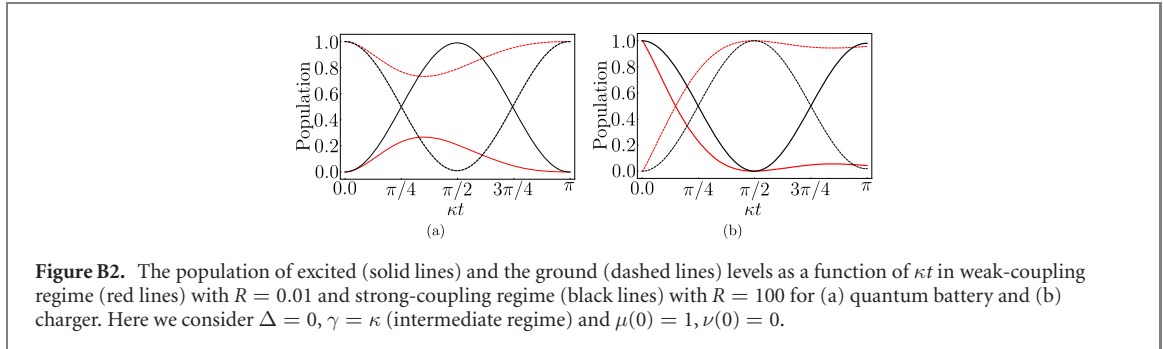 1.0
0.8
0.6
0.4
0.2
0.0
Population
0.0 π/4 π/2 3π/4 π
κt
(a)
1.0
0.8
0.6
0.4
0.2
0.0
Population
0.0 π/4 π/2 3π/4 π
κt
(b)
Figure B2. The population of excited (solid lines) and the ground (dashed lines) levels as a function of κt in weak-coupling
regime (red lines) with R = 0.01 and strong-coupling regime (black lines) with R = 100 for (a) quantum battery and (b)
charger. Here we consider Δ = 0, γ = κ (intermediate regime) and μ(0) = 1, ν(0) = 0.